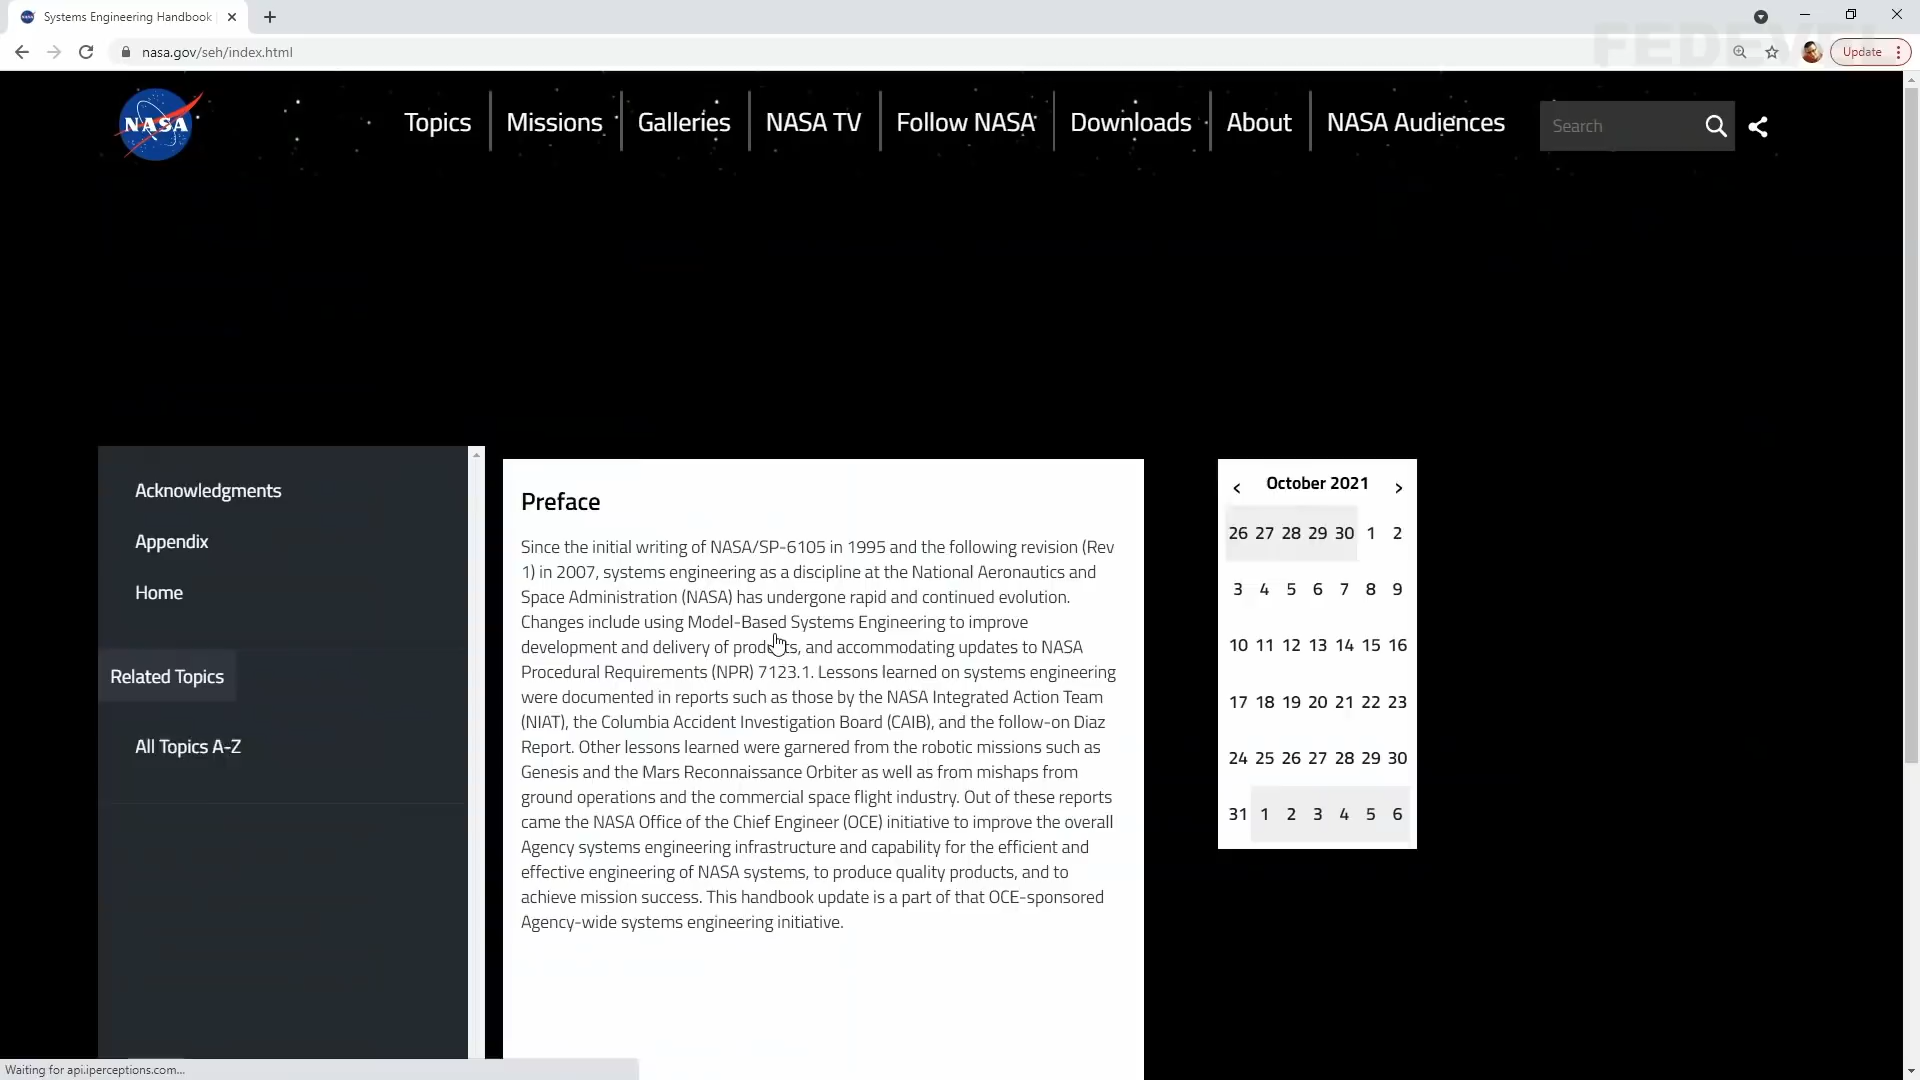 Systems Engineering Handbook
nasa.gov/seh/index.html
Update
NASA
Topics
Missions
Galleries
NASA TV
Follow NASA
Downloads
About
NASA Audiences
Search
Acknowledgments
Appendix
Home
Related Topics
All Topics A-Z
Preface
Since the initial writing of NASA/SP-6105 in 1995 and the following revision (Rev
1) in 2007, systems engineering as a discipline at the National Aeronautics and
Space Administration (NASA) has undergone rapid and continued evolution.
Changes include using Model-Based Systems Engineering to improve
development and delivery of products, and accommodating updates to NASA
Procedural Requirements (NPR) 7123.1. Lessons learned on systems engineering
were documented in reports such as those by the NASA Integrated Action Team
(NIAT), the Columbia Accident Investigation Board (CAIB), and the follow-on Diaz
Report. Other lessons learned were garnered from the robotic missions such as
Genesis and the Mars Reconnaissance Orbiter as well as from mishaps from
ground operations and the commercial space flight industry. Out of these reports
came the NASA Office of the Chief Engineer (OCE) initiative to improve the overall
Agency systems engineering infrastructure and capability for the efficient and
effective engineering of NASA systems, to produce quality products, and to
achieve mission success. This handbook update is a part of that OCE-sponsored
Agency-wide systems engineering initiative.
October 2021
26 27 28 29 30 1 2
3 4 5 6 7 8 9
10 11 12 13 14 15 16
17 18 19 20 21 22 23
24 25 26 27 28 29 30
31 1 2 3 4 5 6
Waiting for api.iperceptions.com...